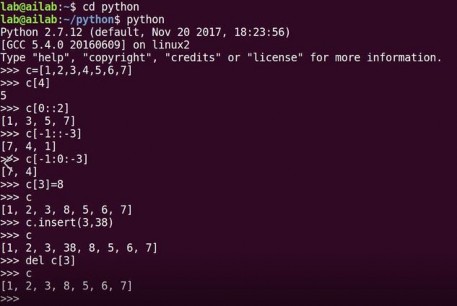 lab@ailab:~$ cd python
lab@ailab:~/python$ python
Python 2.7.12 (default, Nov 20 2017, 18:23:56)
[GCC 5.4.0 20160609] on linux2
Type "help", "copyright", "credits" or "license" for more information.
>>> c=[1,2,3,4,5,6,7]
>>> c[4]
5
>>> c[0::2]
[1, 3, 5, 7]
>>> c[-1::-3]
[7, 4, 1]
>>> c[-1:0:-3]
[7, 4]
>>> c[3]=8
>>> c
[1, 2, 3, 8, 5, 6, 7]
>>> c.insert(3,38)
>>> c
[1, 2, 3, 38, 8, 5, 6, 7]
>>> del c[3]
>>> c
[1, 2, 3, 8, 5, 6, 7]
>>>